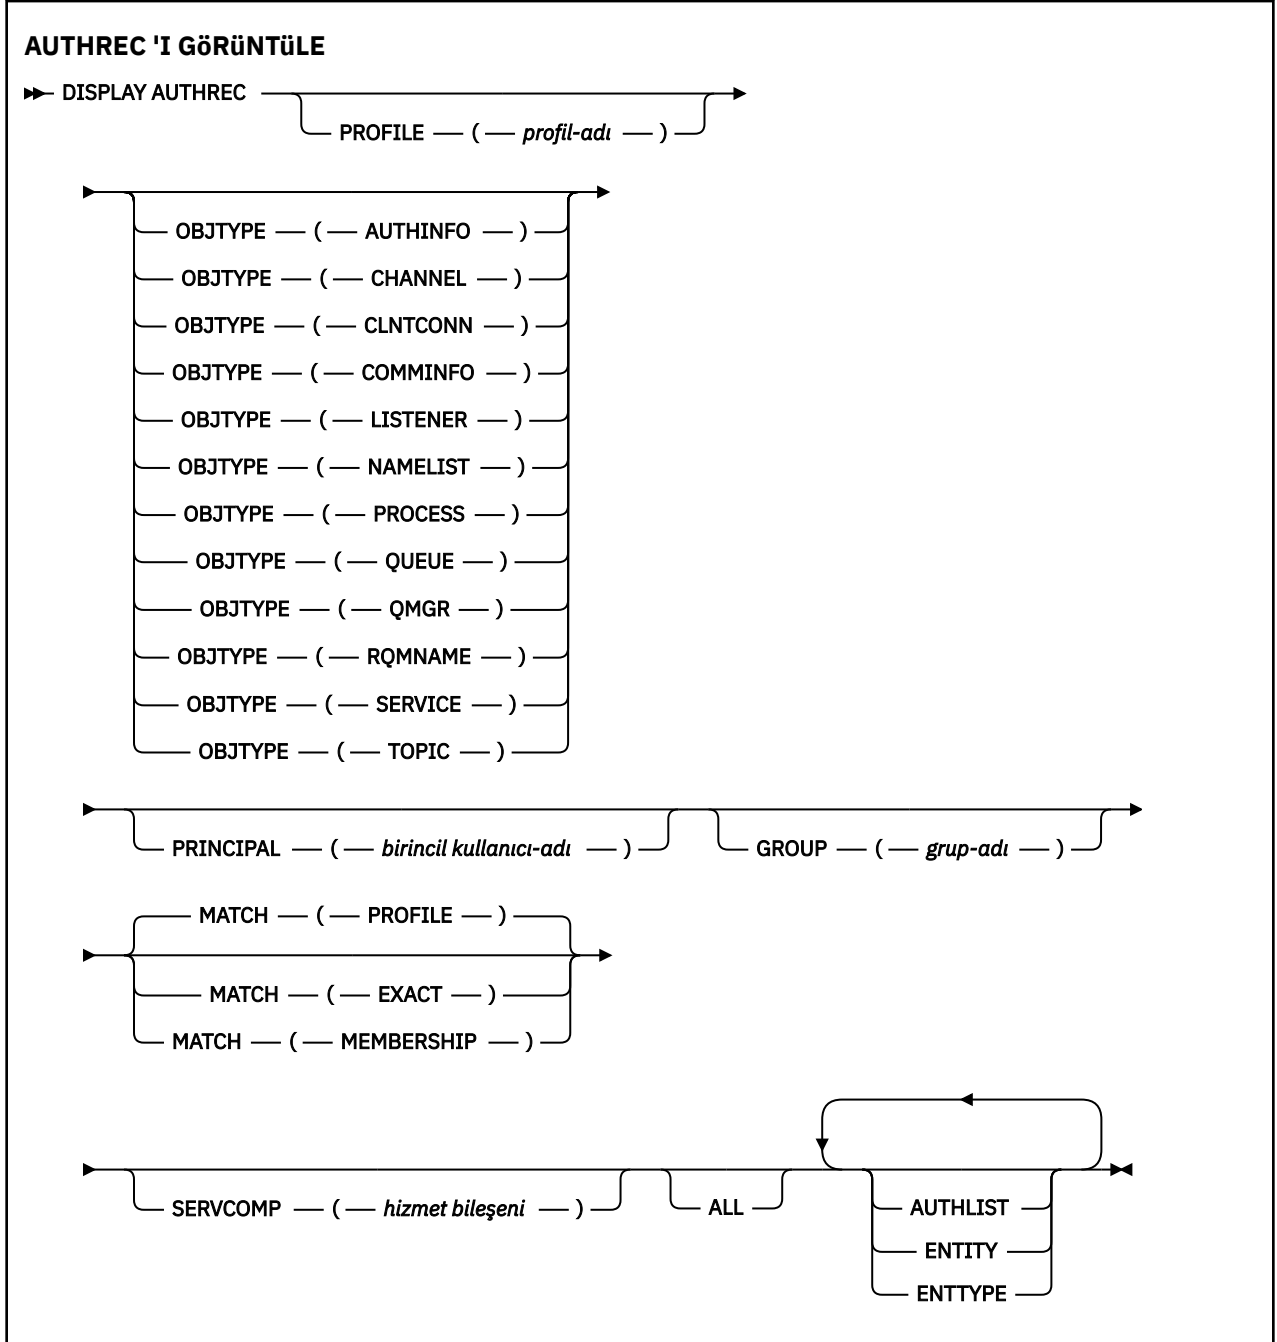 AUTHREC 'I GöRüNTüLE
DISPLAY AUTHREC
PROFILE ( profil-adı )
OBJTYPE ( AUTHINFO )
OBJTYPE ( CHANNEL )
OBJTYPE ( CLNTCONN )
OBJTYPE ( COMMINFO )
OBJTYPE ( LISTENER )
OBJTYPE ( NAMELIST )
OBJTYPE ( PROCESS )
OBJTYPE ( QUEUE )
OBJTYPE ( QMGR )
OBJTYPE ( RQMNAME )
OBJTYPE ( SERVICE )
OBJTYPE ( TOPIC )
PRINCIPAL ( birincil kullanıcı-adı ) GROUP ( grup-adı )
MATCH ( PROFILE )
MATCH ( EXACT )
MATCH ( MEMBERSHIP )
SERVCOMP ( hizmet bileşeni ) ALL AUTHLIST
ENTITY
ENTTYPE